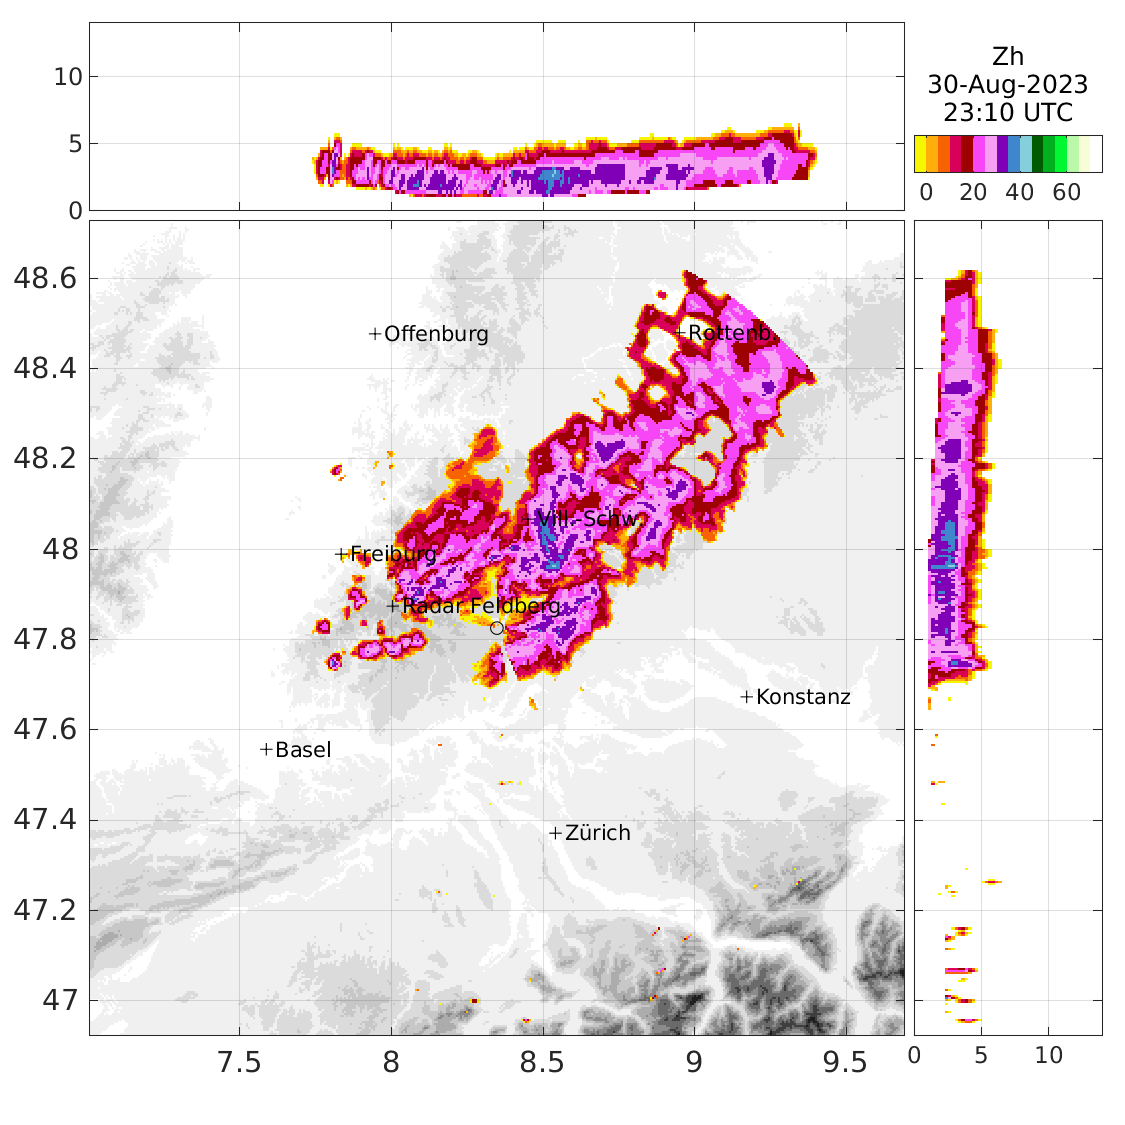 10
5
0
Zh
30-Aug-2023
23:10 UTC
0 20 40 60
48.6
48.4
48.2
48
47.8
47.6
47.4
47.2
47
Offenburg
Rottenb.
Vill.-Schw.
Freiburg
Radar Feldberg
Konstanz
Basel
Zürich
7.5 8 8.5 9 9.5
0 5 10